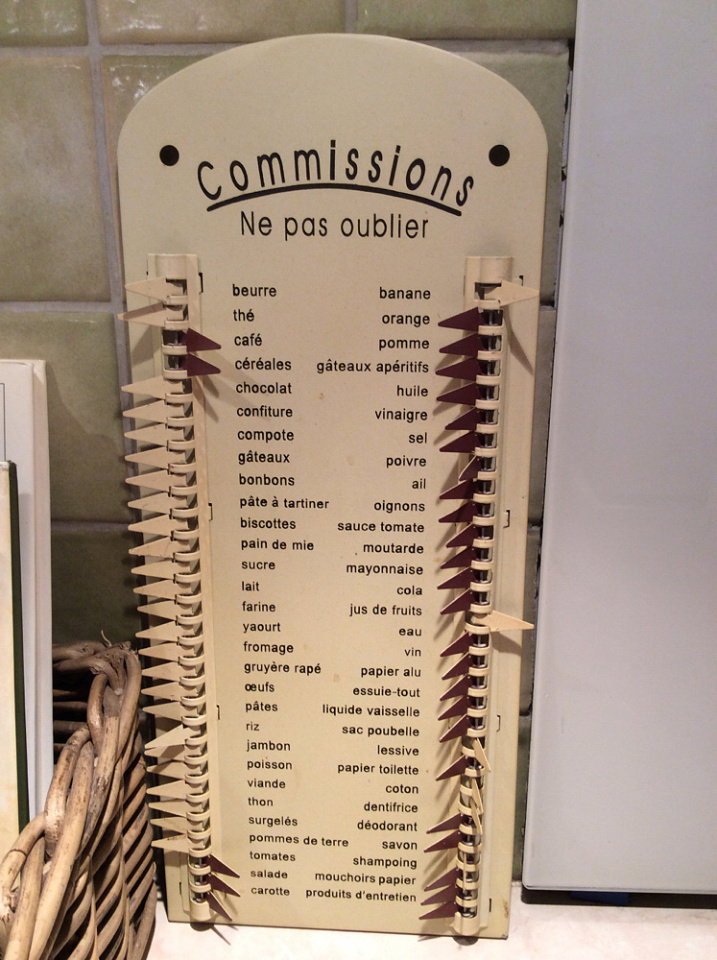 Commissions
Ne pas oublier
beurre banane
thé orange
café pomme
céréales gâteaux apéritifs
chocolat huile
confiture vinaigre
compote sel
gâteaux poivre
bonbons ail
pâte à tartiner oignons
biscottes sauce tomate
pain de mie moutarde
sucre mayonnaise
lait cola
farine jus de fruits
yaourt eau
fromage vin
gruyère rapé papier alu
œufs essuie-tout
pâtes liquide vaisselle
riz sac poubelle
jambon lessive
poisson papier toilette
viande coton
thon dentifrice
surgelés déodorant
pommes de terre savon
tomates shampoing
salade mouchoirs papier
carotte produits d'entretien